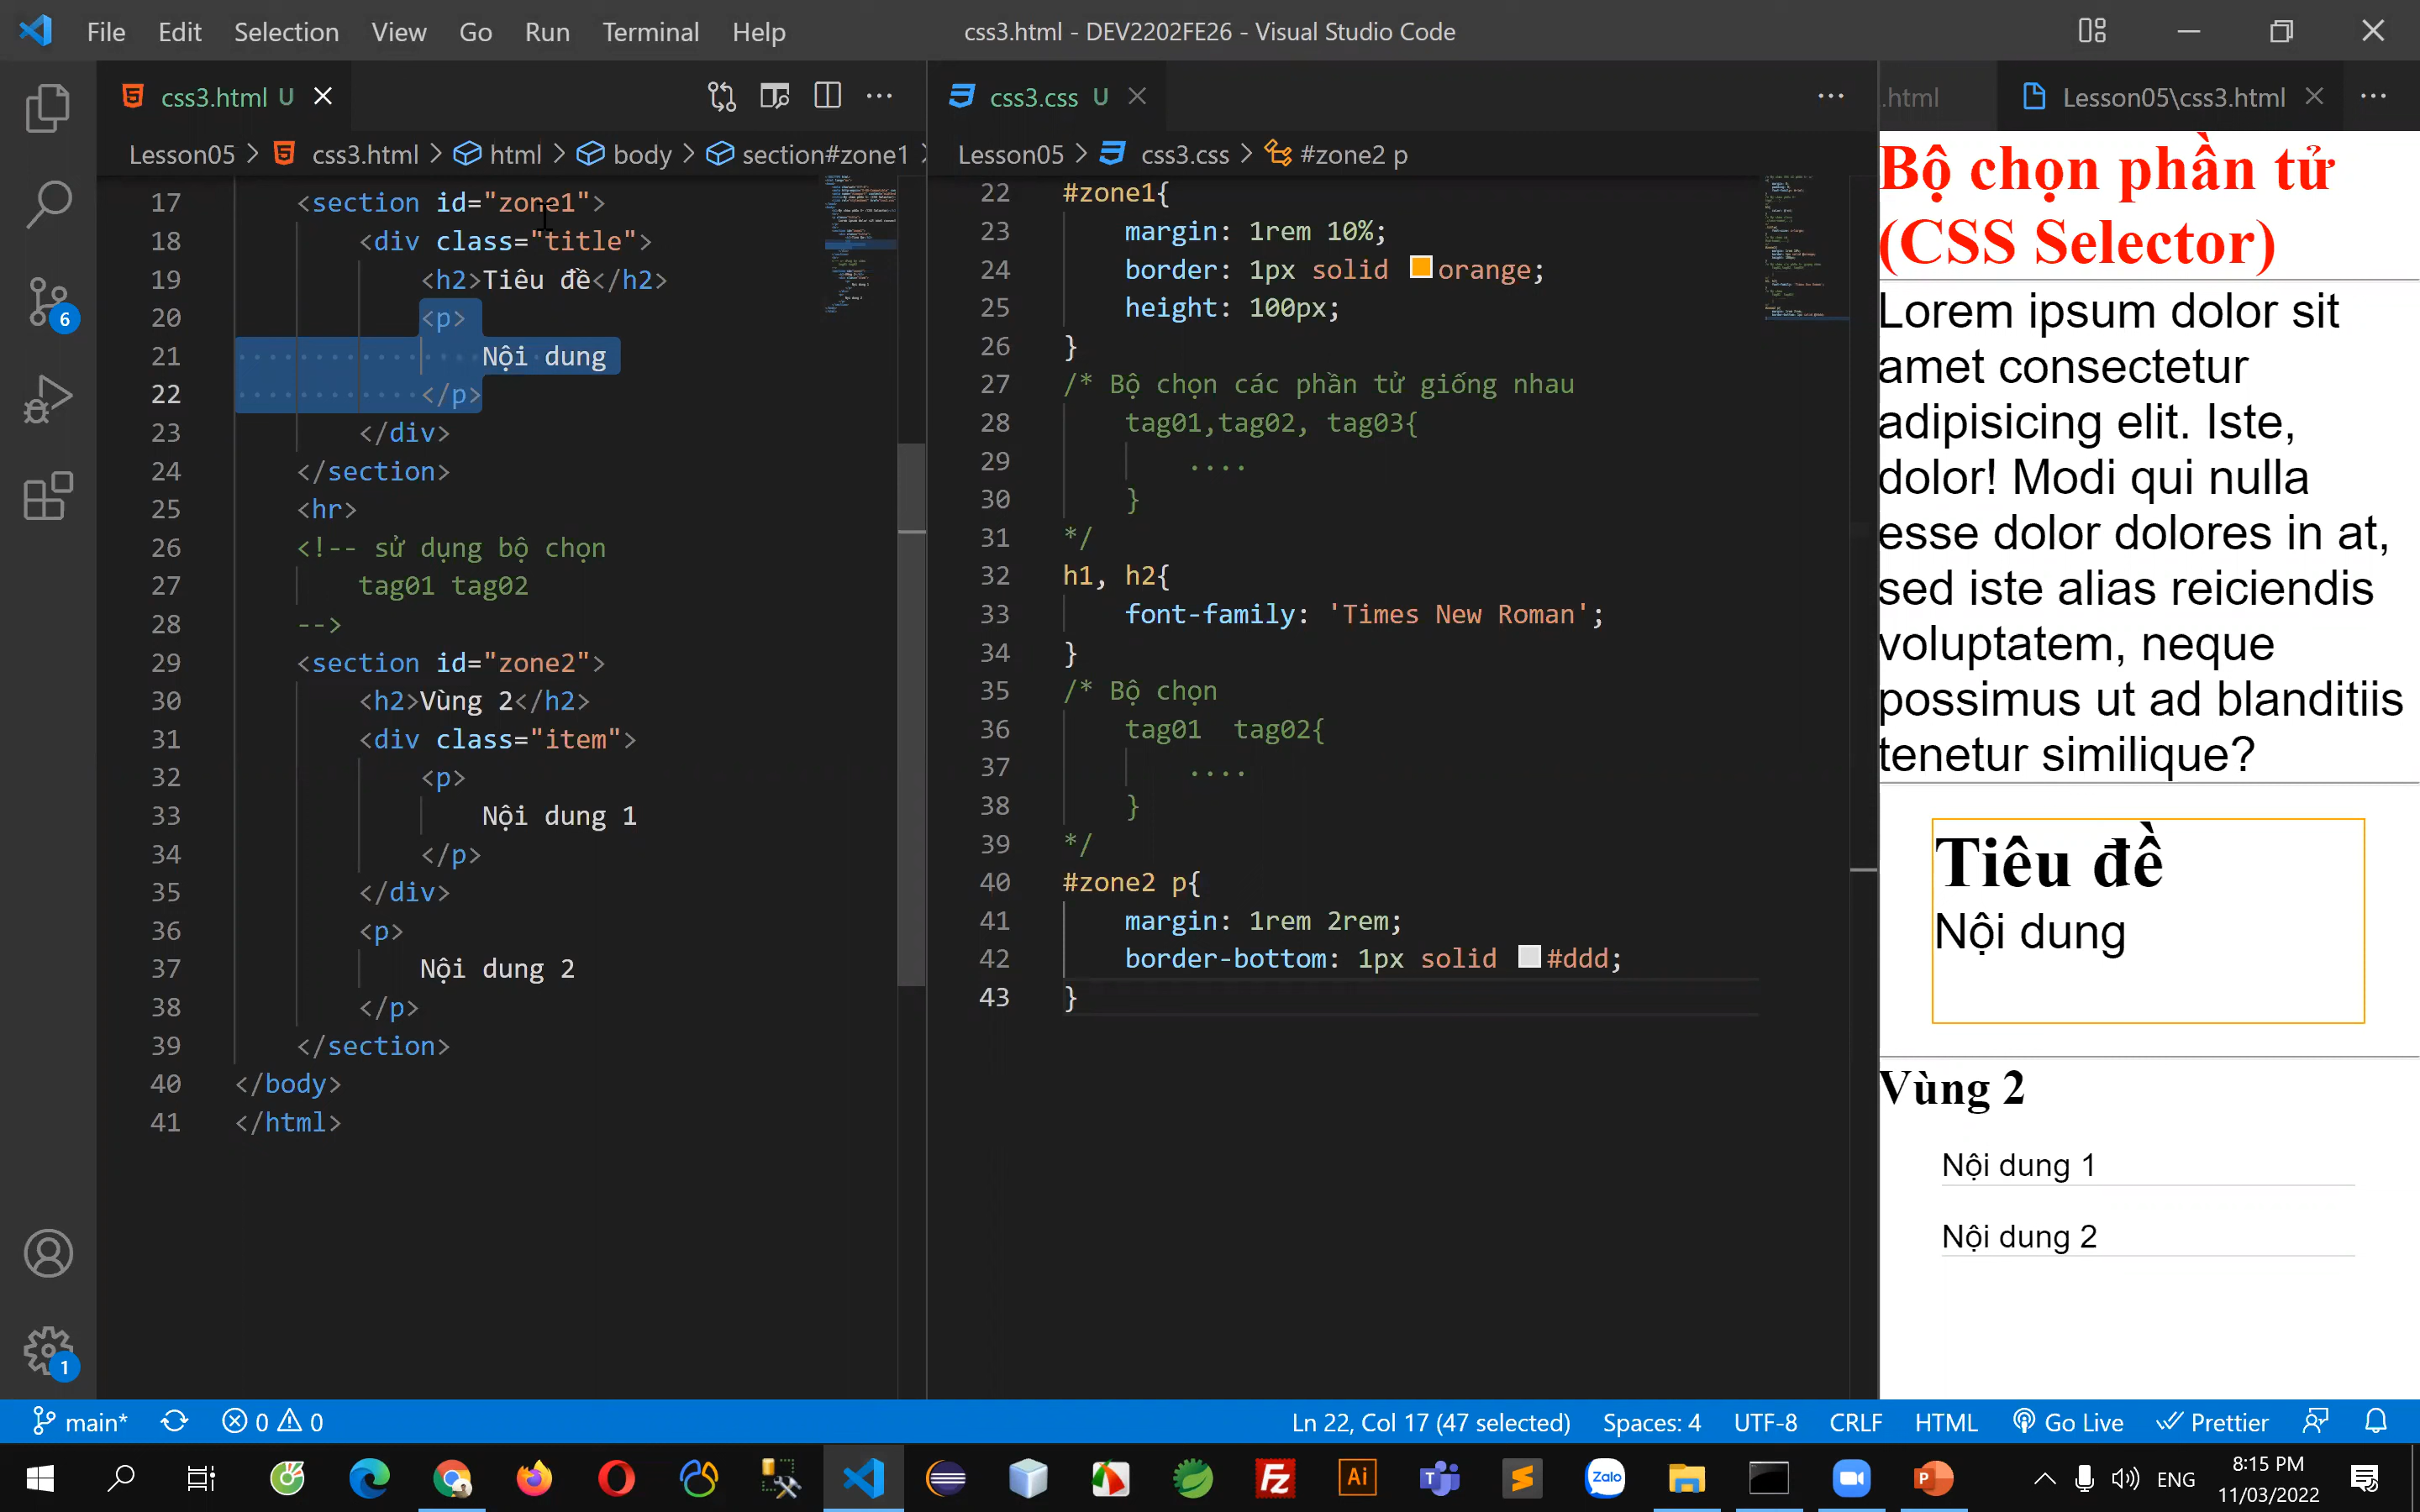 File Edit Selection View Go Run Terminal Help
css3.html - DEV2202FE26 - Visual Studio Code
css3.html U
css3.css U
.html
Lesson05\css3.html
Lesson05 > css3.html > html > body > section#zone1 >
Lesson05 > css3.css > #zone2 p
17 <section id="zone1">
18 <div class="title">
19 <h2>Tiêu đề</h2>
20 <p>
21 Nội dung
22 </p>
23 </div>
24 </section>
25 <hr>
26 <!-- sử dụng bộ chọn
27 tag01 tag02
28 -->
29 <section id="zone2">
30 <h2>Vùng 2</h2>
31 <div class="item">
32 <p>
33 Nội dung 1
34 </p>
35 </div>
36 <p>
37 Nội dung 2
38 </p>
39 </section>
40 </body>
41 </html>
22 #zone1{
23 margin: 1rem 10%;
24 border: 1px solid orange;
25 height: 100px;
26 }
27 /* Bộ chọn các phần tử giống nhau
28 tag01,tag02, tag03{
29 ....
30 }
31 */
32 h1, h2{
33 font-family: 'Times New Roman';
34 }
35 /* Bộ chọn
36 tag01 tag02{
37 ....
38 }
39 */
40 #zone2 p{
41 margin: 1rem 2rem;
42 border-bottom: 1px solid #ddd;
43 }
Bộ chọn phần tử
(CSS Selector)
Lorem ipsum dolor sit
amet consectetur
adipisicing elit. Iste,
dolor! Modi qui nulla
esse dolor dolores in at,
sed iste alias reiciendis
voluptatem, neque
possimus ut ad blanditiis
tenetur similique?
Tiêu đề
Nội dung
Vùng 2
Nội dung 1
Nội dung 2
6
1
main* 0 0
Ln 22, Col 17 (47 selected) Spaces: 4 UTF-8 CRLF HTML Go Live Prettier
Fz
Ai
Zalo
ENG
8:15 PM
11/03/2022